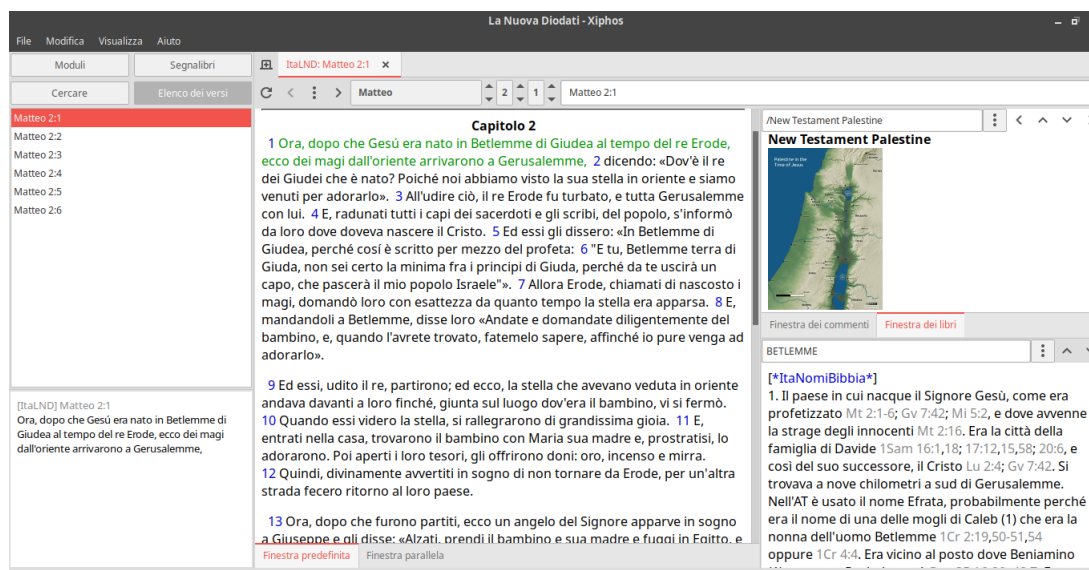 La Nuova Diodati - Xiphos
File Modifica Visualizza Aiuto
Moduli Segnalibri
Cercare Elenco dei versi
Matteo 2:1
Matteo 2:2
Matteo 2:3
Matteo 2:4
Matteo 2:5
Matteo 2:6
[ItaLND] Matteo 2:1
Ora, dopo che Gesú era nato in Betlemme di
Giudea al tempo del re Erode, ecco dei magi
dall'oriente arrivarono a Gerusalemme,
ItaLND: Matteo 2:1
Matteo 2 1 Matteo 2:1
Capitolo 2
1 Ora, dopo che Gesú era nato in Betlemme di Giudea al tempo del re Erode,
ecco dei magi dall'oriente arrivarono a Gerusalemme, 2 dicendo: «Dov'è il re
dei Giudei che è nato? Poiché noi abbiamo visto la sua stella in oriente e siamo
venuti per adorarlo». 3 All'udire ciò, il re Erode fu turbato, e tutta Gerusalemme
con lui. 4 E, radunati tutti i capi dei sacerdoti e gli scribi, del popolo, s'informò
da loro dove doveva nascere il Cristo. 5 Ed essi gli dissero: «In Betlemme di
Giudea, perché cosí è scritto per mezzo del profeta: 6 "E tu, Betlemme terra di
Giuda, non sei certo la minima fra i principi di Giuda, perché da te uscirà un
capo, che pascerà il mio popolo Israele"». 7 Allora Erode, chiamati di nascosto i
magi, domandò loro con esattezza da quanto tempo la stella era apparsa. 8 E,
mandandoli a Betlemme, disse loro «Andate e domandate diligentemente del
bambino, e, quando l'avrete trovato, fatemelo sapere, affinché io pure venga ad
adorarlo».
9 Ed essi, udito il re, partirono; ed ecco, la stella che avevano veduta in oriente
andava davanti a loro finché, giunta sul luogo dov'era il bambino, vi si fermò.
10 Quando essi videro la stella, si rallegrarono di grandissima gioia. 11 E,
entrati nella casa, trovarono il bambino con Maria sua madre e, prostratisi, lo
adorarono. Poi aperti i loro tesori, gli offrirono doni: oro, incenso e mirra.
12 Quindi, divinamente avvertiti in sogno di non tornare da Erode, per un'altra
strada fecero ritorno al loro paese.
13 Ora, dopo che furono partiti, ecco un angelo del Signore apparve in sogno
a Giuseppe e gli disse: «Alzati, prendi il bambino e sua madre e fuggi in Egitto, e
Finestra predefinita Finestra parallela
/New Testament Palestine
New Testament Palestine
Palestine in the
Time of Jesus
Finestra dei commenti Finestra dei libri
BETLEMME
[*ItaNomiBibbia*]
1. Il paese in cui nacque il Signore Gesù, come era
profetizzato Mt 2:1-6; Gv 7:42; Mi 5:2, e dove avvenne
la strage degli innocenti Mt 2:16. Era la città della
famiglia di Davide 1Sam 16:1,18; 17:12,15,58; 20:6, e
così del suo successore, il Cristo Lu 2:4; Gv 7:42. Si
trovava a nove chilometri a sud di Gerusalemme.
Nell'AT è usato il nome Efrata, probabilmente perché
era il nome di una delle mogli di Caleb (1) che era la
nonna dell'uomo Betlemme 1Cr 2:19,50-51,54
oppure 1Cr 4:4. Era vicino al posto dove Beniamino